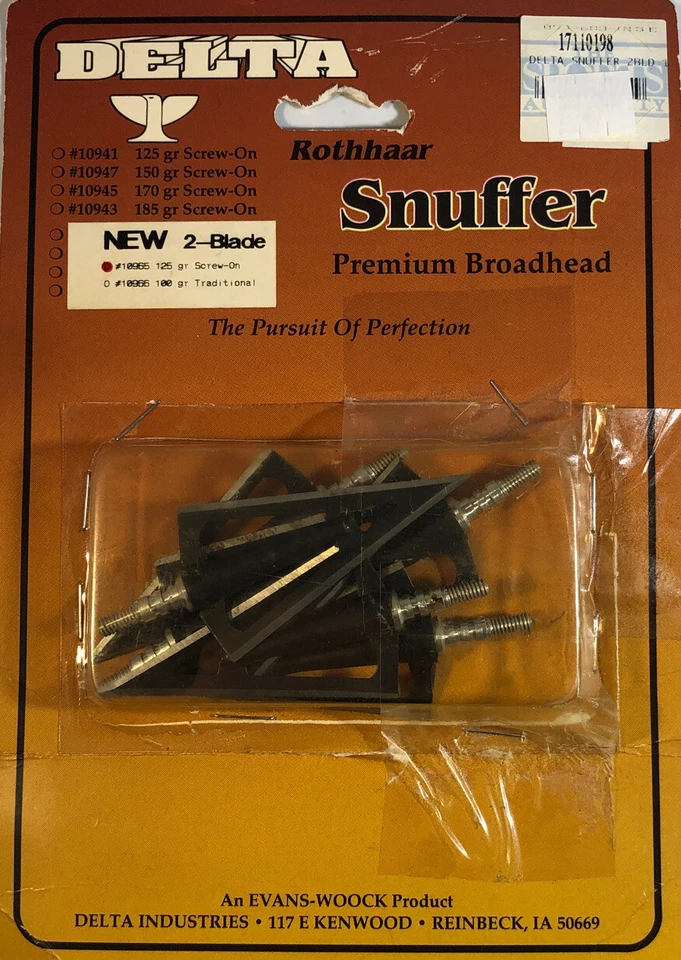 DELTA
17110198
DELTA SNUFFER 2BLD
#10941 125 gr Screw-On
#10947 150 gr Screw-On
#10945 170 gr Screw-On
#10943 185 gr Screw-On
NEW 2-Blade
#10965 125 gr Screw-On
#10966 100 gr Traditional
Rothhaar
Snuffer
Premium Broadhead
The Pursuit Of Perfection
An EVANS-WOOCK Product
DELTA INDUSTRIES • 117 E KENWOOD • REINBECK, IA 50669